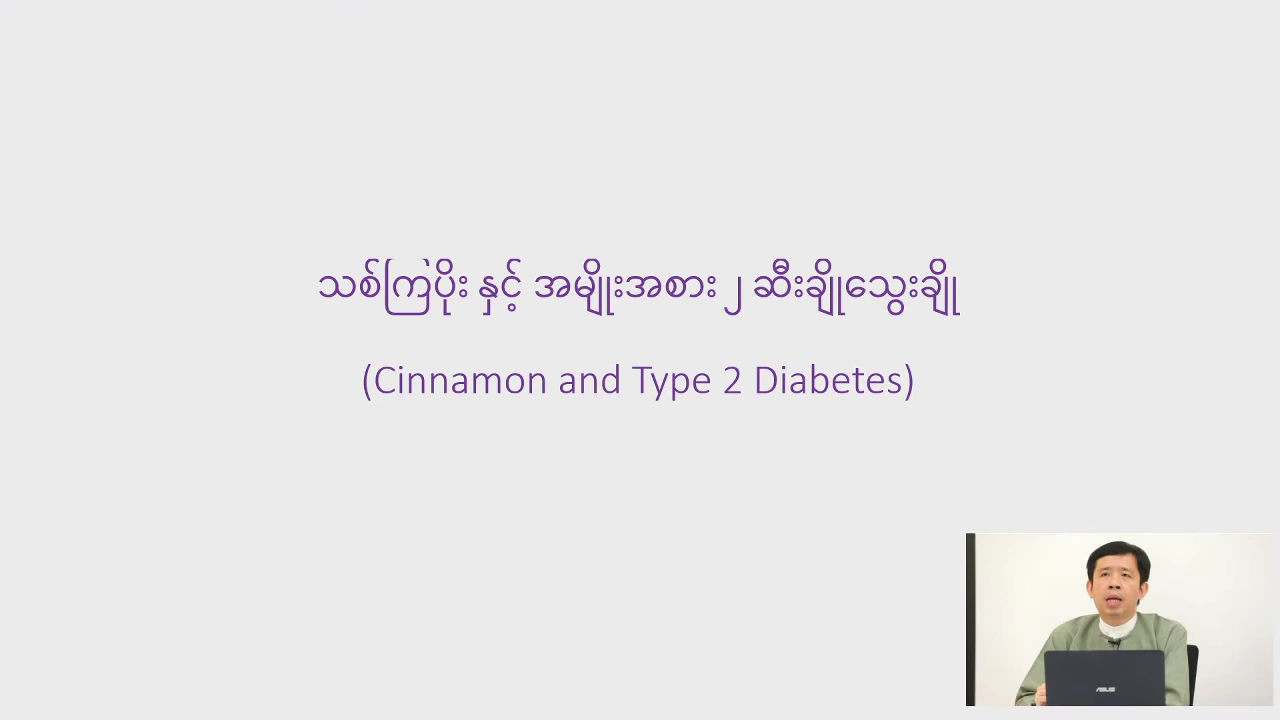 သစ်ကြပိုး နှင့် အမျိုးအစား ၂ ဆီးချိုသွေးချို
(Cinnamon and Type 2 Diabetes)
ASUS